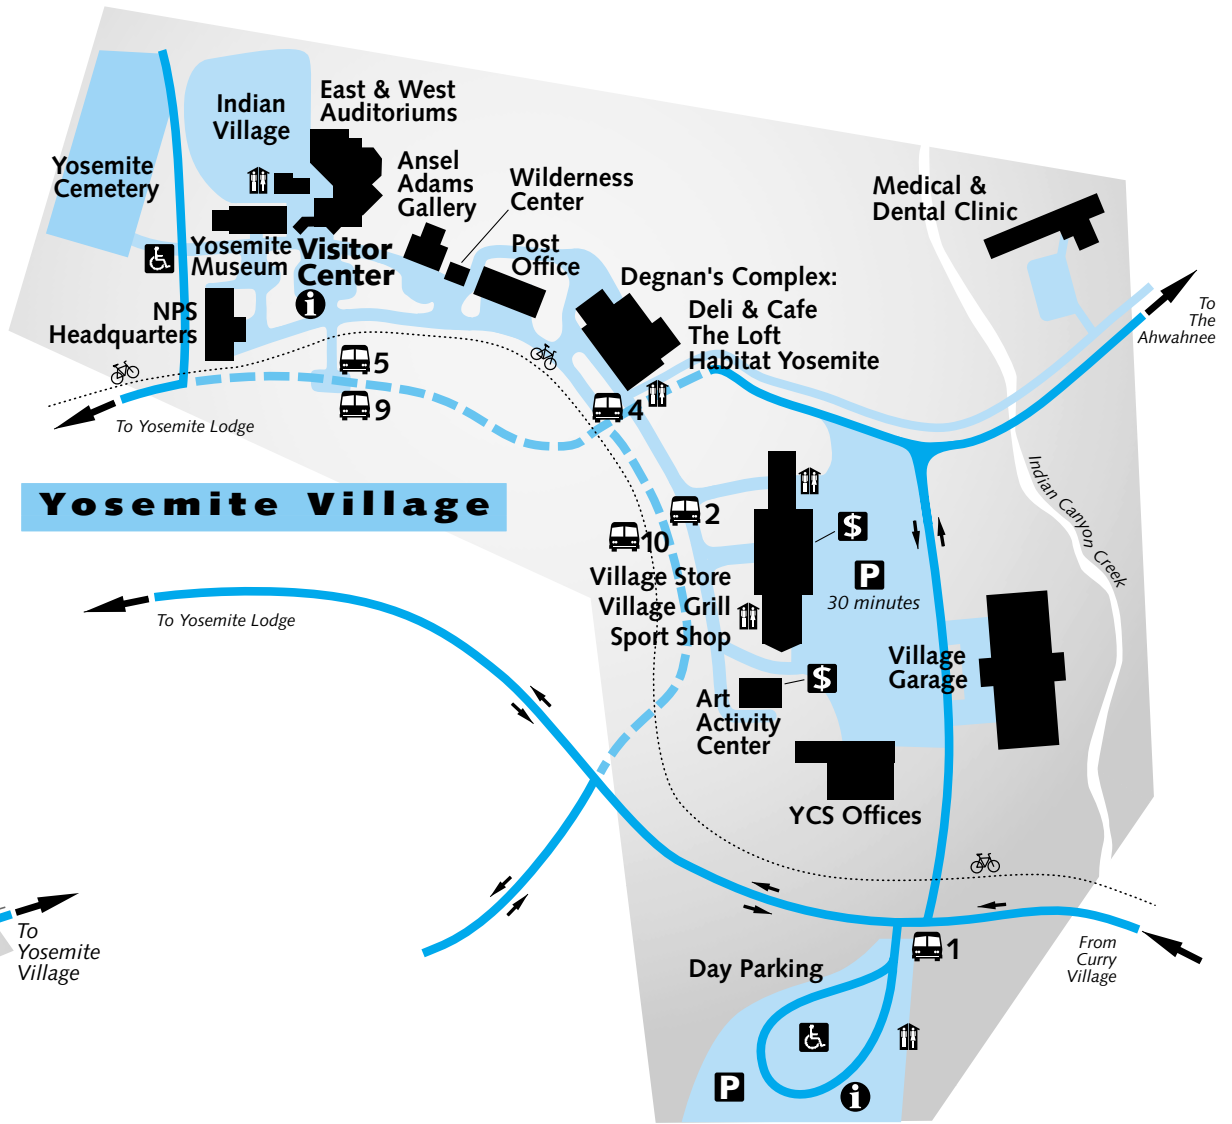 East & West
Auditoriums
Indian
Village
Yosemite
Cemetery
Ansel
Adams
Gallery
Wilderness
Center
Medical &
Dental Clinic
Yosemite
Museum
Visitor
Center
Post
Office
Degnan's Complex:
Deli & Cafe
The Loft
Habitat Yosemite
NPS
Headquarters
i
To
The
Ahwahnee
5
9
4
To Yosemite Lodge
Yosemite Village
2
10
$
Indian Canyon Creek
P
30 minutes
Village Store
Village Grill
Sport Shop
To Yosemite Lodge
Village
Garage
$
Art
Activity
Center
YCS Offices
To
Yosemite
Village
1
From
Curry
Village
Day Parking
P
i